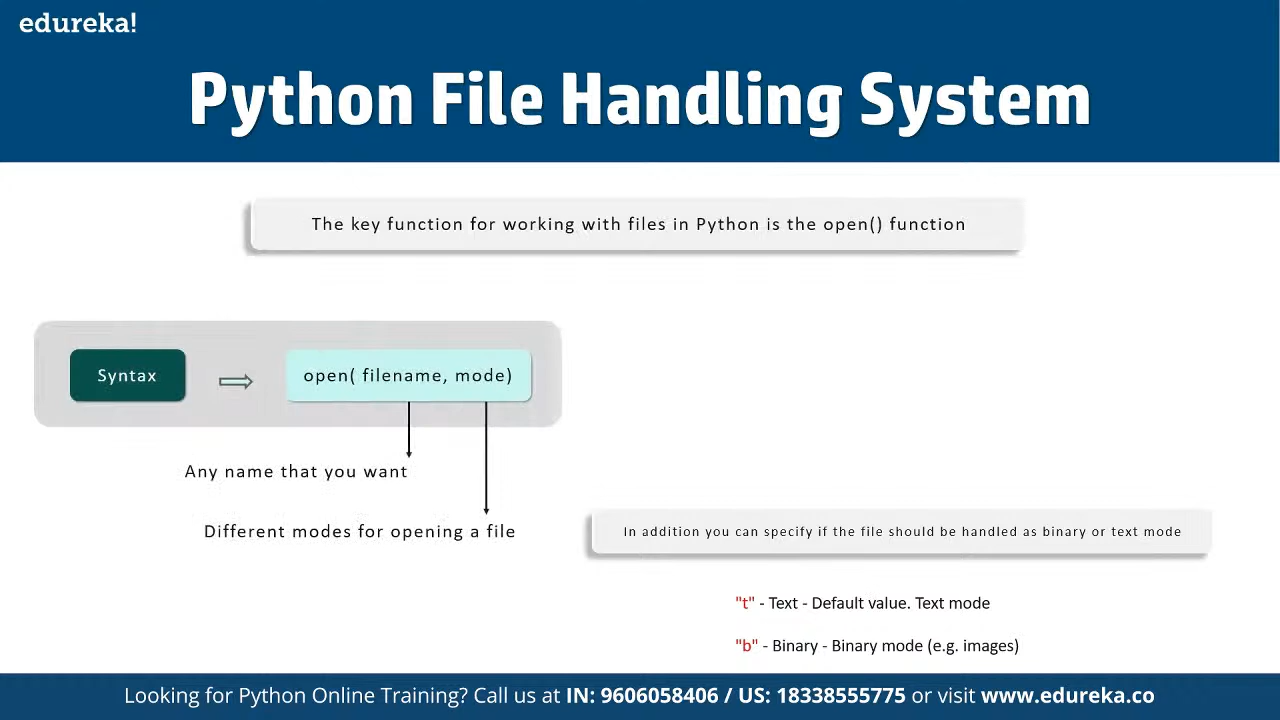 edureka!
Python File Handling System
The key function for working with files in Python is the open() function
Syntax
open( filename, mode)
Any name that you want
Different modes for opening a file
In addition you can specify if the file should be handled as binary or text mode
"t" - Text - Default value. Text mode
"b" - Binary - Binary mode (e.g. images)
Looking for Python Online Training? Call us at IN: 9606058406 / US: 18338555775 or visit www.edureka.co